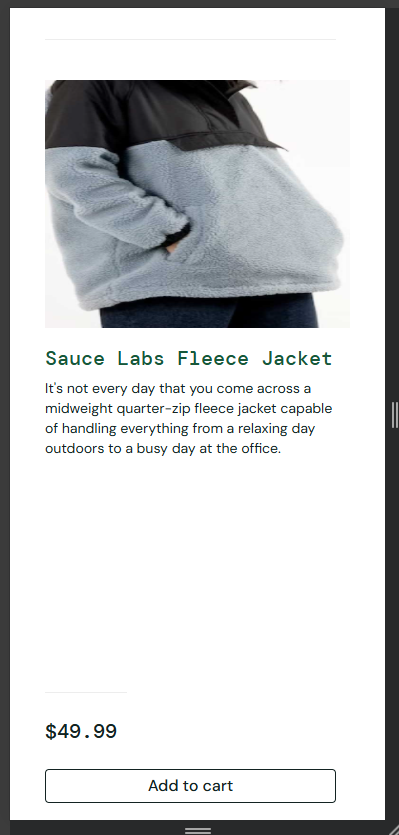 Sauce Labs Fleece Jacket
It's not every day that you come across a
midweight quarter-zip fleece jacket capable
of handling everything from a relaxing day
outdoors to a busy day at the office.
$49.99
Add to cart